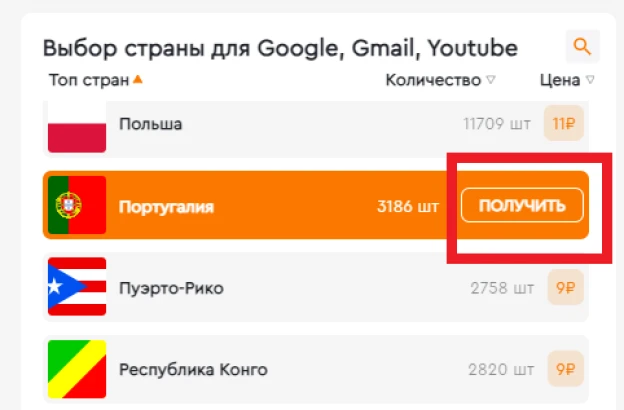 Выбор страны для Google, Gmail, Youtube
Топ стран Количество Цена
Польша 11709 шт 11₽
Португалия 3186 шт ПОЛУЧИТЬ
Пуэрто-Рико 2758 шт 9₽
Республика Конго 2820 шт 9₽